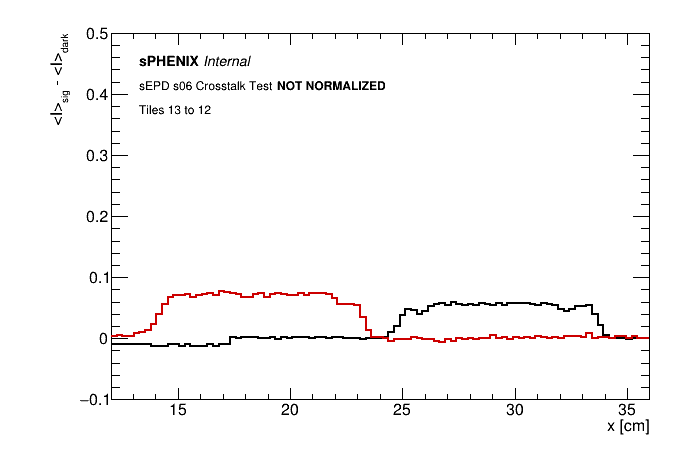 <I>sig - <I>dark
0.5
sPHENIX Internal
sEPD s06 Crosstalk Test NOT NORMALIZED
0.4
Tiles 13 to 12
0.3
0.2
0.1
0
−0.1
15 20 25 30 35
x [cm]